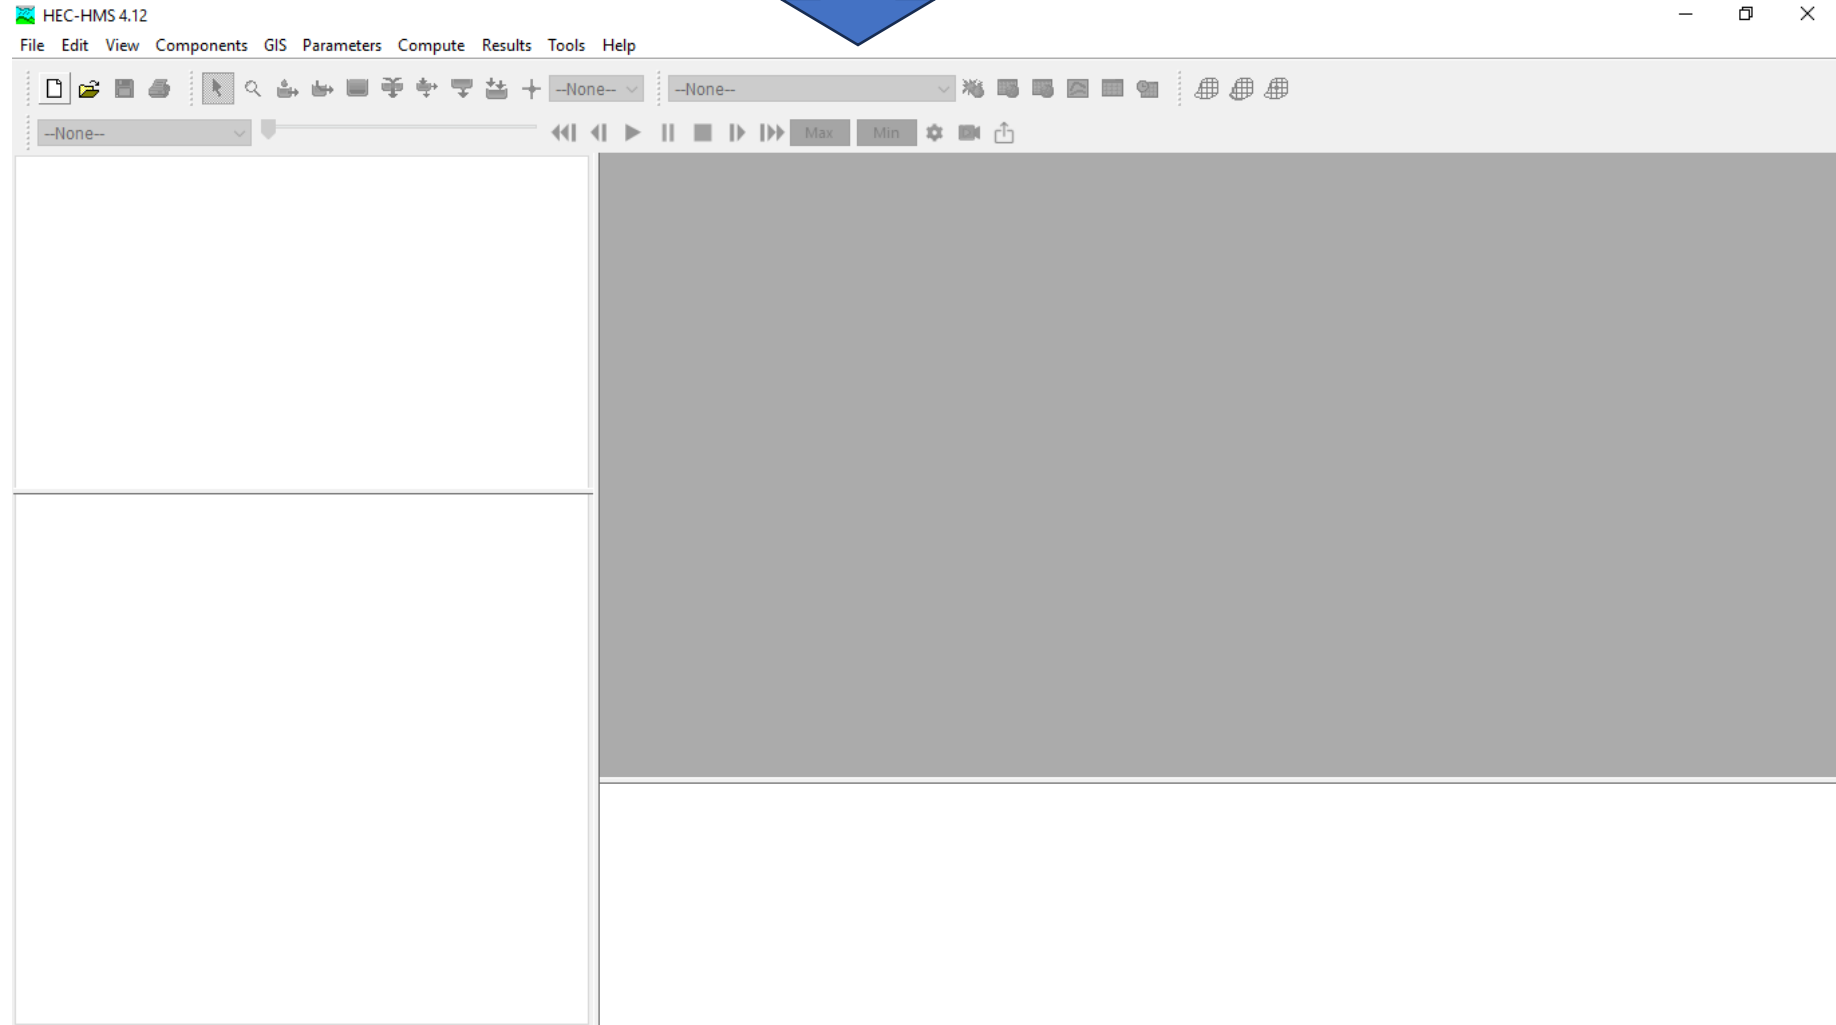 HEC-HMS 4.12
File Edit View Components GIS Parameters Compute Results Tools Help
--None-- --None--
--None-- Max Min